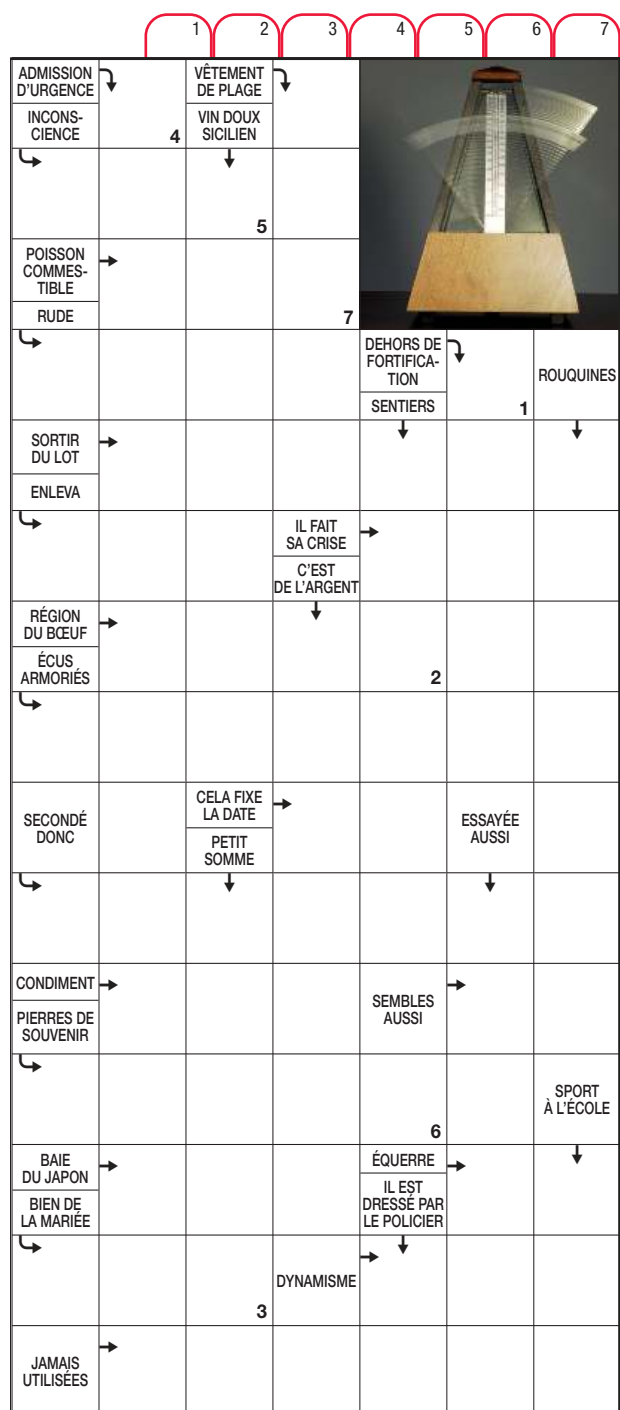 1 2 3 4 5 6 7
ADMISSION
D'URGENCE
INCONS-
CIENCE
4
VÊTEMENT
DE PLAGE
VIN DOUX
SICILIEN
5
POISSON
COMMES-
TIBLE
RUDE
7
DEHORS DE
FORTIFICA-
TION
SENTIERS
1
ROUQUINES
SORTIR
DU LOT
ENLEVA
IL FAIT
SA CRISE
C'EST
DE L'ARGENT
RÉGION
DU BŒUF
ÉCUS
ARMORIÉS
2
SECONDÉ
DONC
CELA FIXE
LA DATE
PETIT
SOMME
ESSAYÉE
AUSSI
CONDIMENT
PIERRES DE
SOUVENIR
SEMBLES
AUSSI
6
SPORT
À L'ÉCOLE
BAIE
DU JAPON
BIEN DE
LA MARIÉE
ÉQUERRE
IL EST
DRESSÉ PAR
LE POLICIER
3
DYNAMISME
JAMAIS
UTILISÉES